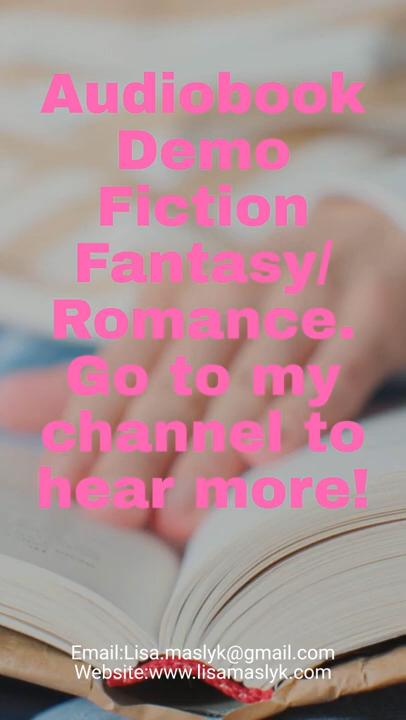 Audiobook
Demo
Fiction
Fantasy/
Romance.
Go to my
channel to
hear more!
Email:Lisa.maslyk@gmail.com
Website:www.lisamaslyk.com